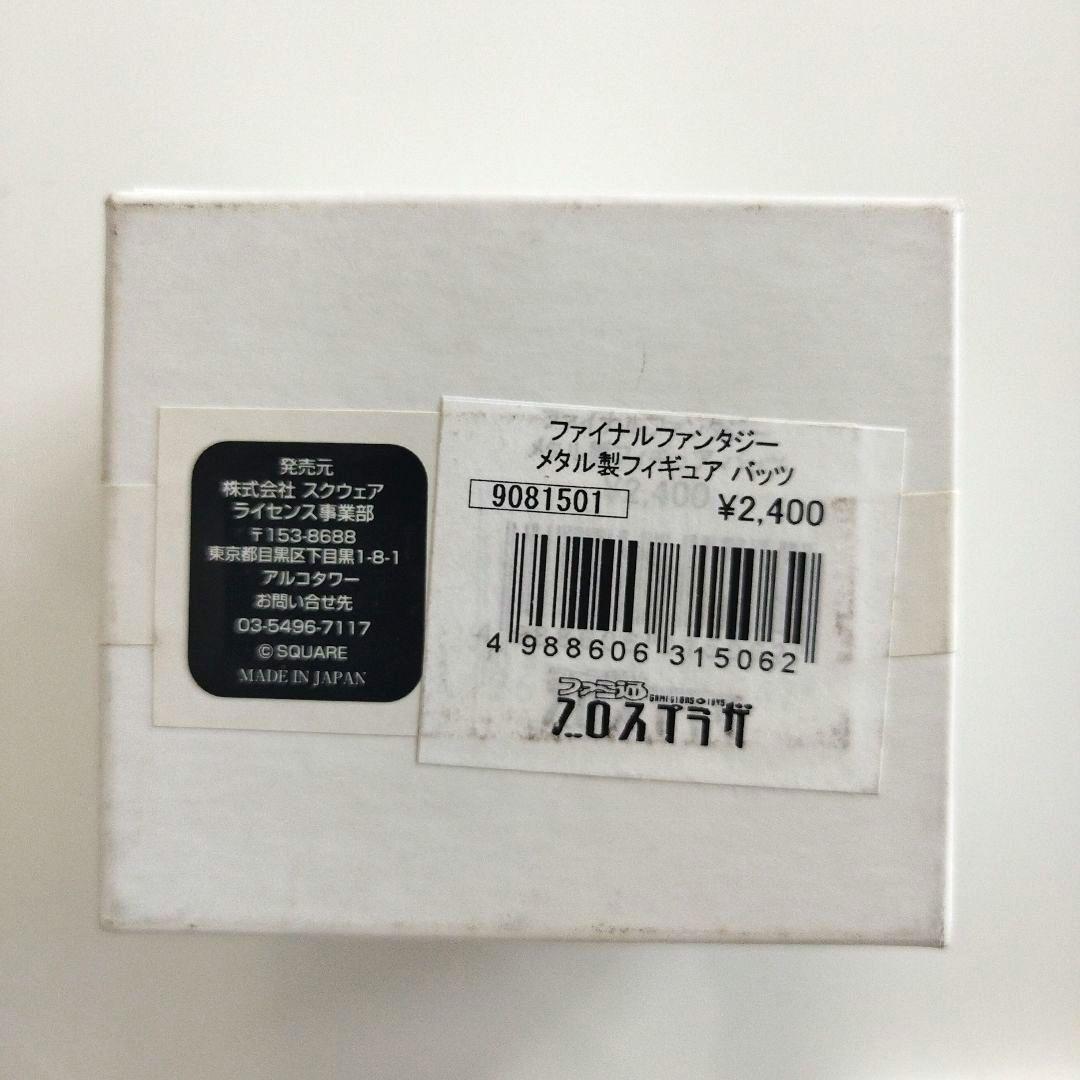 発売元
株式会社 スクウェア
ライセンス事業部
〒153-8688
東京都目黒区下目黒1-8-1
アルコタワー
お問い合せ先
03-5496-7117
©SQUARE
MADE IN JAPAN
ファイナルファンタジー
メタル製フィギュア バッツ
9081501 ¥2,400
4 988606 315062
ファミ通
ブロスプラザ